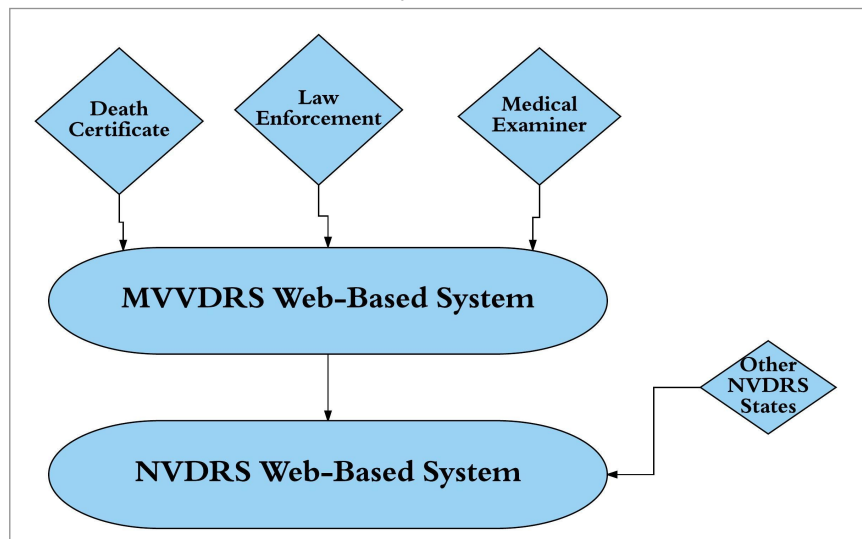 Death
Certificate
Law
Enforcement
Medical
Examiner
MVVDRS Web-Based System
Other
NVDRS
States
NVDRS Web-Based System